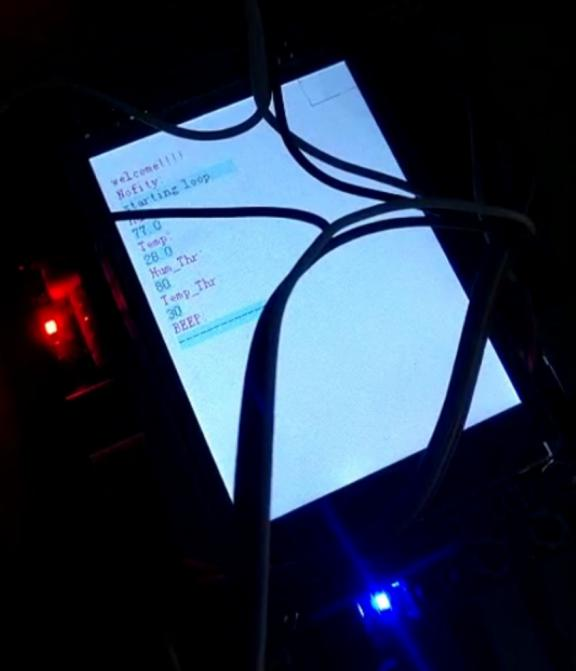 welcome!!!!
Nofity:
starting loop
77.0
Temp:
28.0
Hum_Thr:
80
Temp_Thr
30
BEEP:
----------------